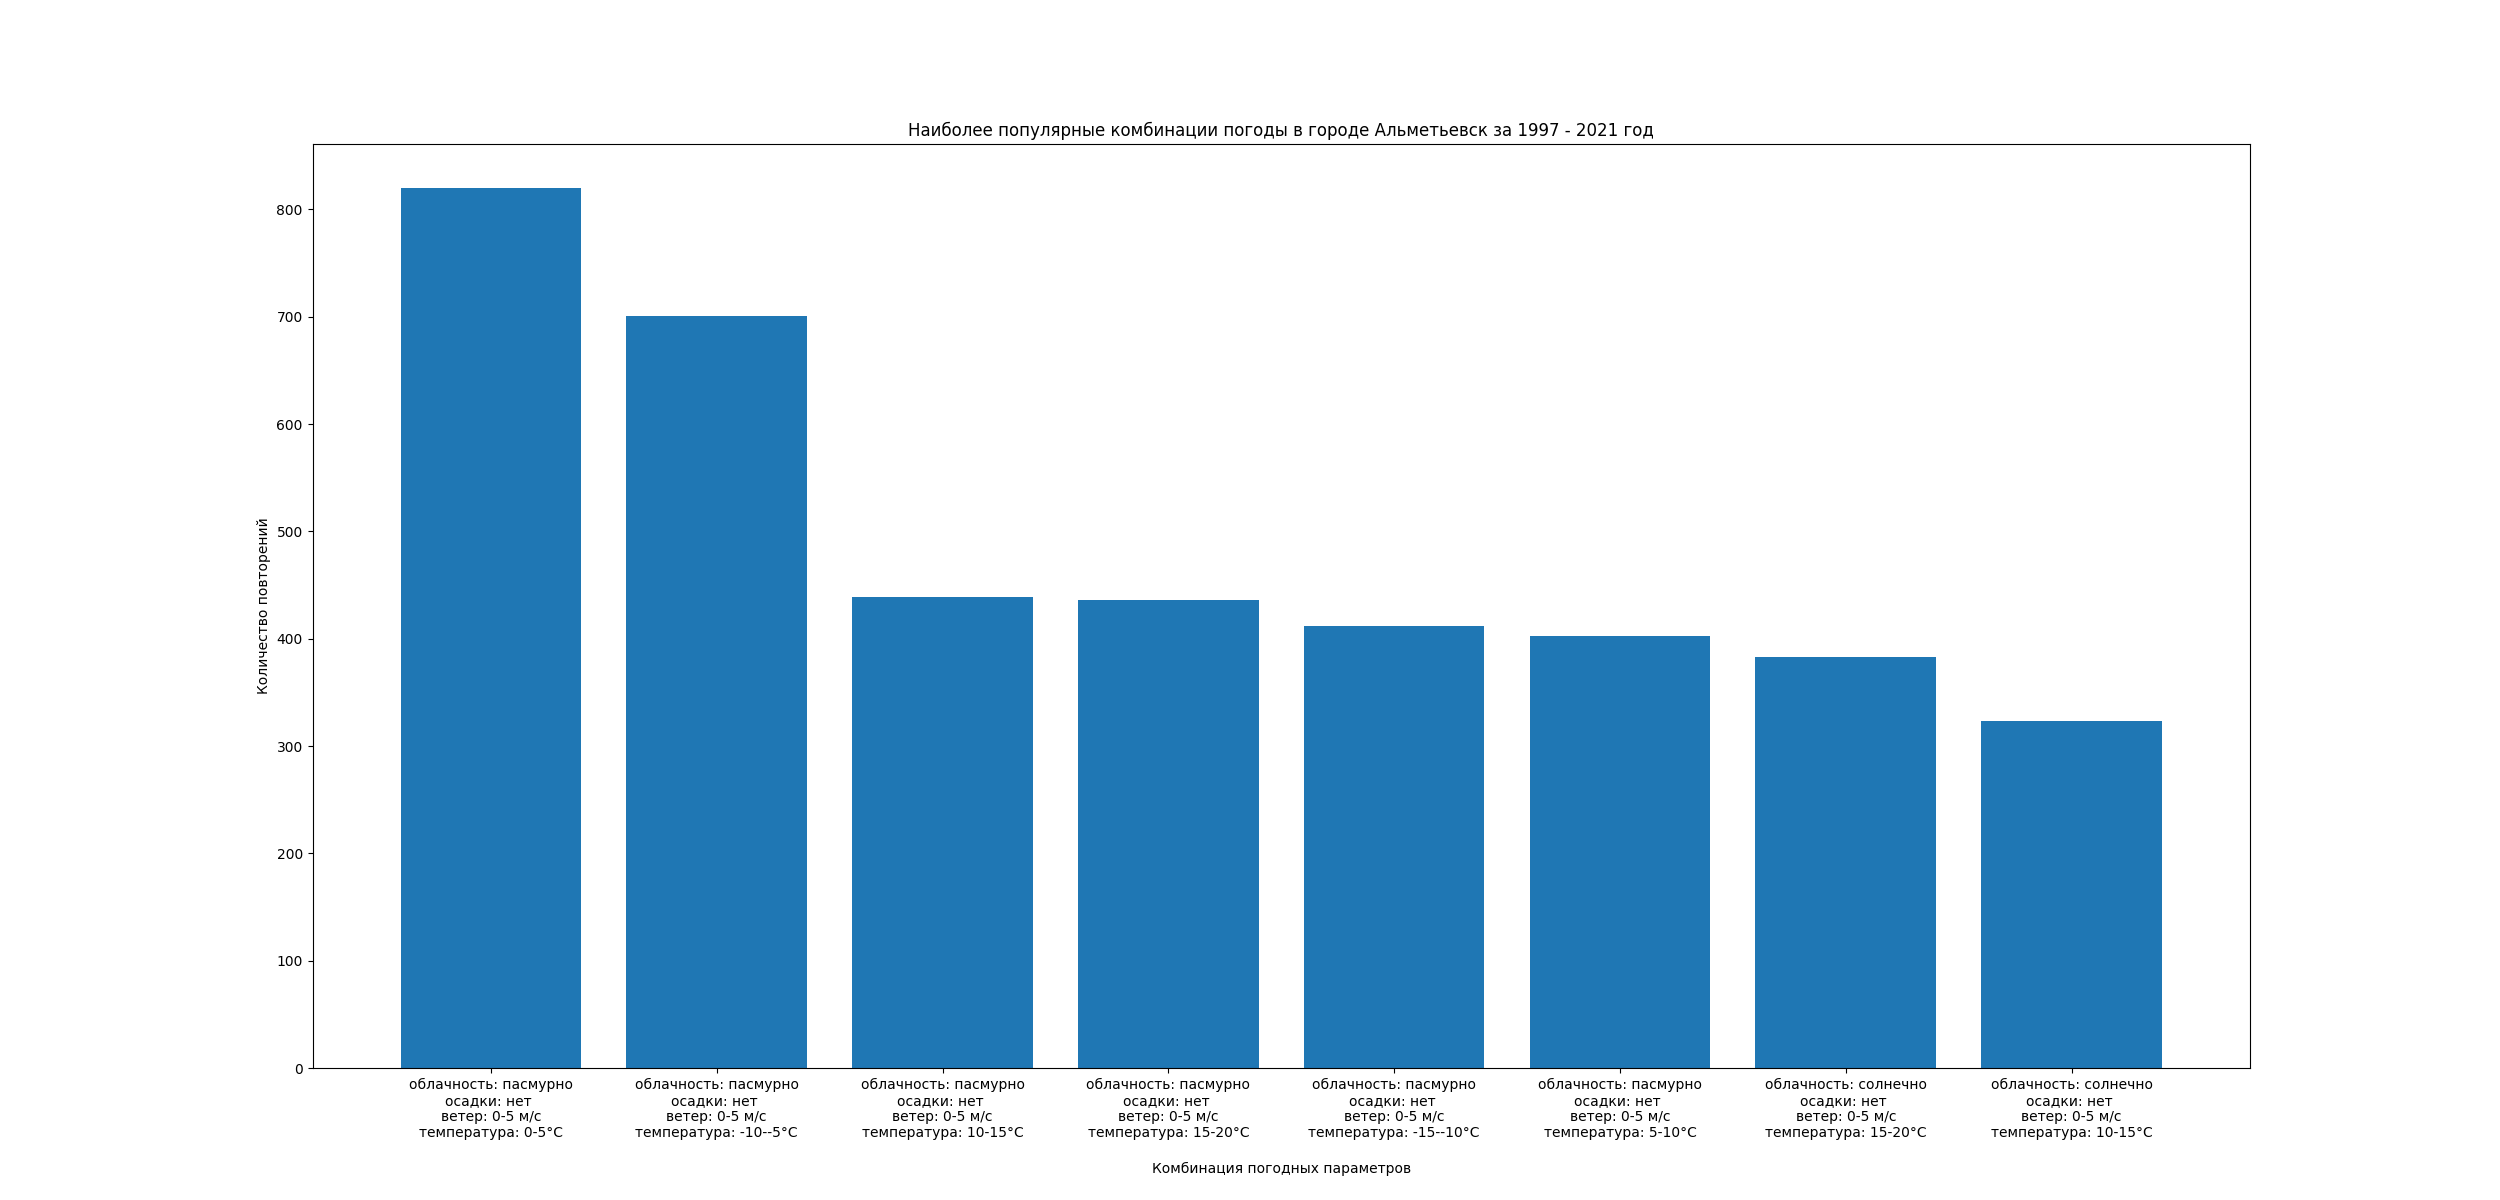 Наиболее популярные комбинации погоды в городе Альметьевск за 1997 - 2021 год
Количество повторений
800
700
600
500
400
300
200
100
0
облачность: пасмурно
осадки: нет
ветер: 0-5 м/с
температура: 0-5°C
облачность: пасмурно
осадки: нет
ветер: 0-5 м/с
температура: -10--5°C
облачность: пасмурно
осадки: нет
ветер: 0-5 м/с
температура: 10-15°C
облачность: пасмурно
осадки: нет
ветер: 0-5 м/с
температура: 15-20°C
облачность: пасмурно
осадки: нет
ветер: 0-5 м/с
температура: -15--10°C
облачность: пасмурно
осадки: нет
ветер: 0-5 м/с
температура: 5-10°C
облачность: солнечно
осадки: нет
ветер: 0-5 м/с
температура: 15-20°C
облачность: солнечно
осадки: нет
ветер: 0-5 м/с
температура: 10-15°C
Комбинация погодных параметров